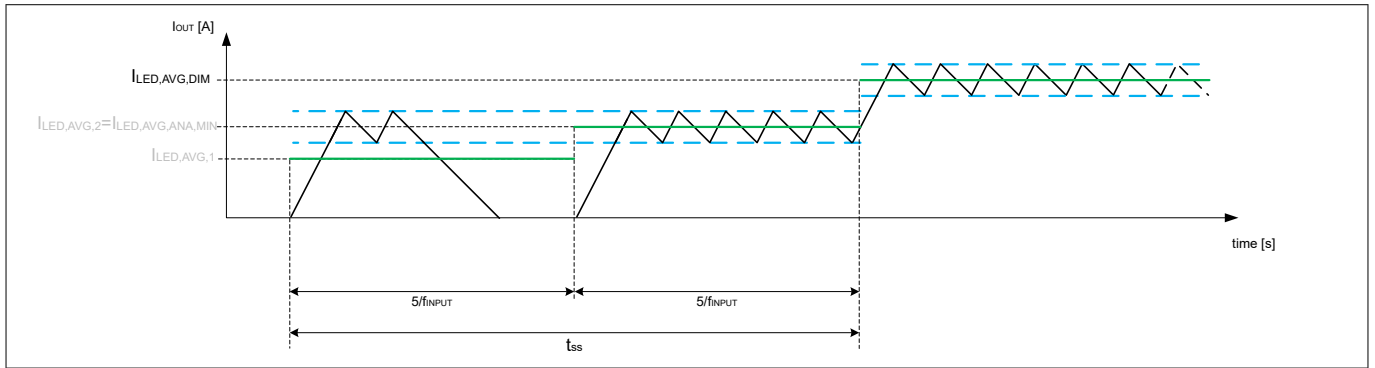 IOUT [A]
ILED,AVG,DIM
ILED,AVG,2=ILED,AVG,ANA,MIN
ILED,AVG,1
time [s]
5/fINPUT
5/fINPUT
tss